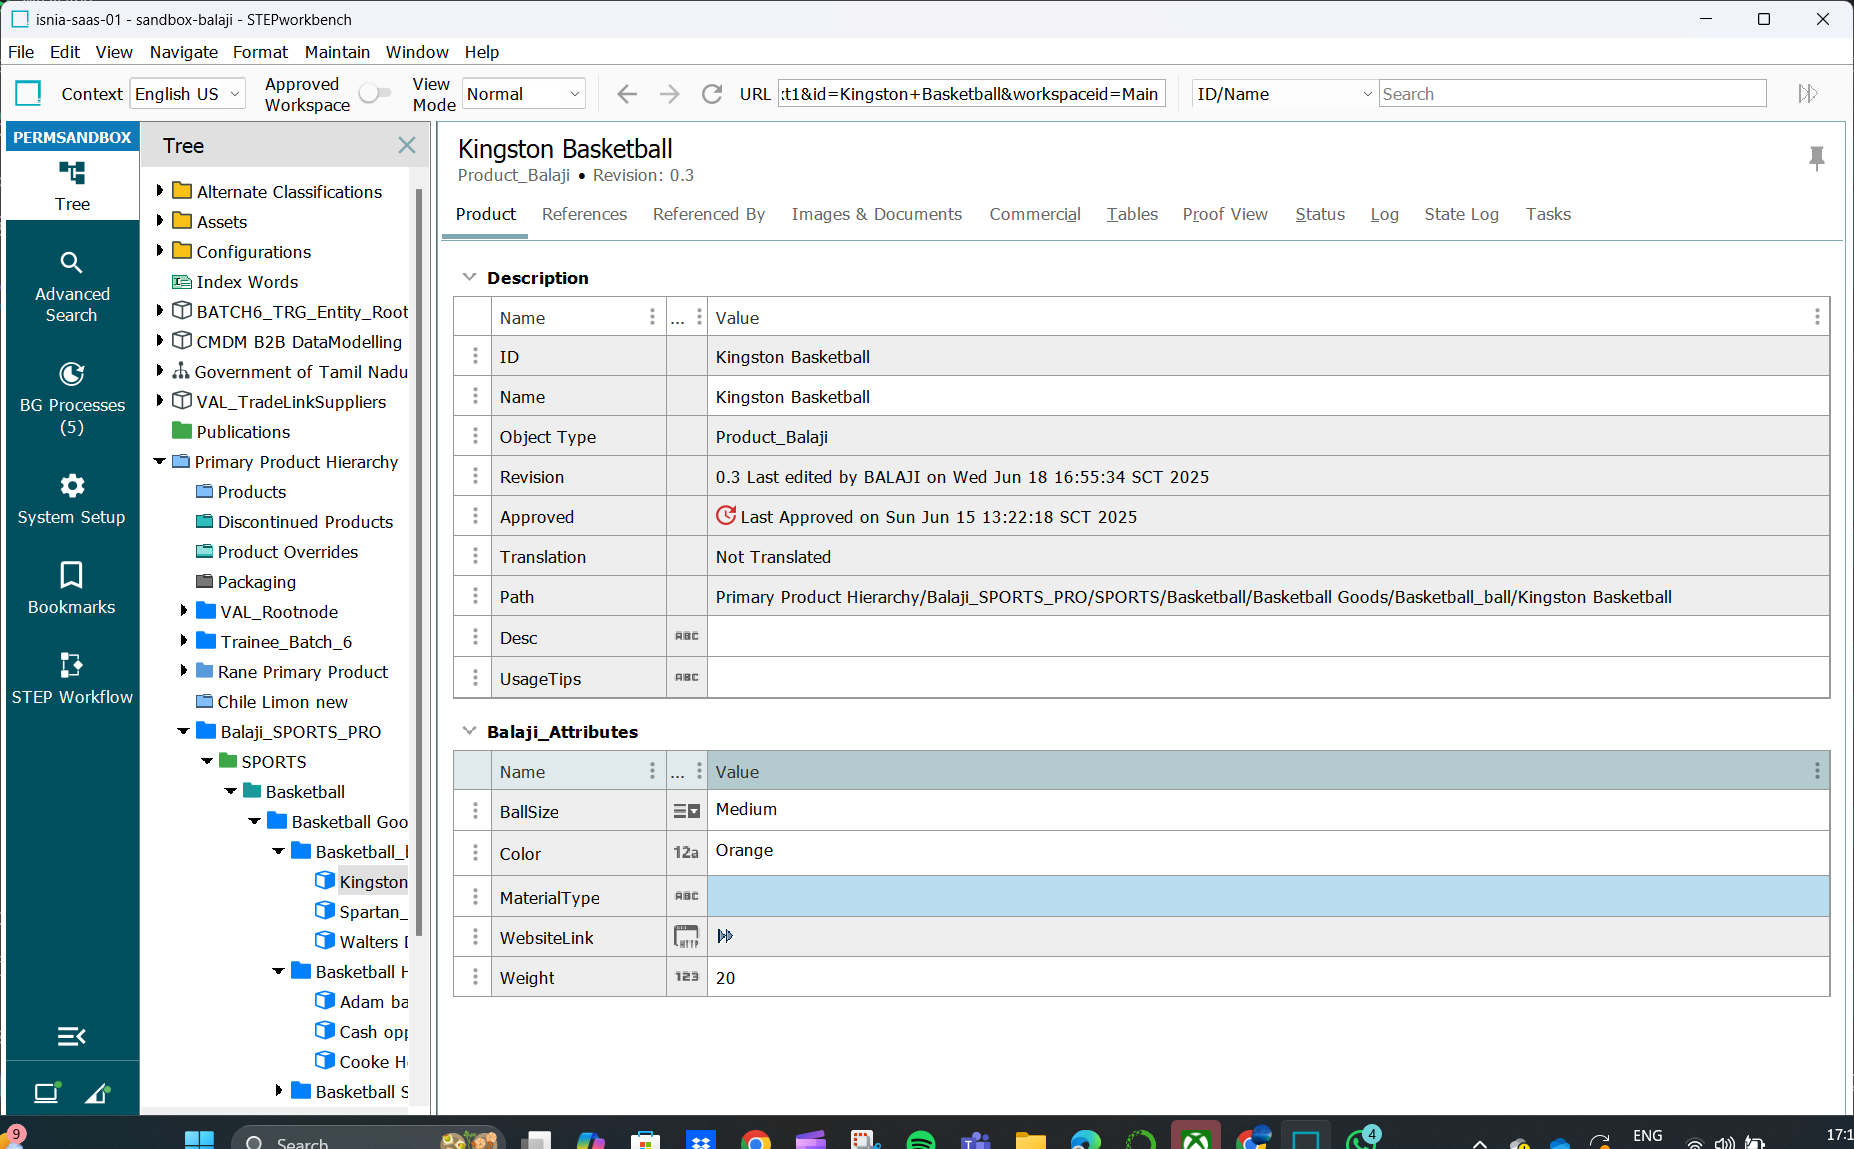 isnia-saas-01 - sandbox-balaji - STEPworkbench
File Edit View Navigate Format Maintain Window Help
Context English US Approved Workspace View Mode Normal URL :t1&id=Kingston+Basketball&workspaceid=Main ID/Name Search
PERMSANDBOX
Tree
Advanced
Search
BG Processes
(5)
System Setup
Bookmarks
STEP Workflow
Tree
Alternate Classifications
Assets
Configurations
Index Words
BATCH6_TRG_Entity_Root
CMDM B2B DataModelling
Government of Tamil Nadu
VAL_TradeLinkSuppliers
Publications
Primary Product Hierarchy
Products
Discontinued Products
Product Overrides
Packaging
VAL_Rootnode
Trainee_Batch_6
Rane Primary Product
Chile Limon new
Balaji_SPORTS_PRO
SPORTS
Basketball
Basketball Goo
Basketball_
Kingston
Spartan_
Walters
Basketball H
Adam ba
Cash opp
Cooke H
Basketball S
Kingston Basketball
Product_Balaji • Revision: 0.3
Product References Referenced By Images & Documents Commercial Tables Proof View Status Log State Log Tasks
Description
Name ... Value
ID Kingston Basketball
Name Kingston Basketball
Object Type Product_Balaji
Revision 0.3 Last edited by BALAJI on Wed Jun 18 16:55:34 SCT 2025
Approved Last Approved on Sun Jun 15 13:22:18 SCT 2025
Translation Not Translated
Path Primary Product Hierarchy/Balaji_SPORTS_PRO/SPORTS/Basketball/Basketball Goods/Basketball_ball/Kingston Basketball
Desc ABC
UsageTips ABC
Balaji_Attributes
Name ... Value
BallSize Medium
Color 12a Orange
MaterialType ABC
WebsiteLink HTTP
Weight 123 20
9 Search 4 ENG 17:1